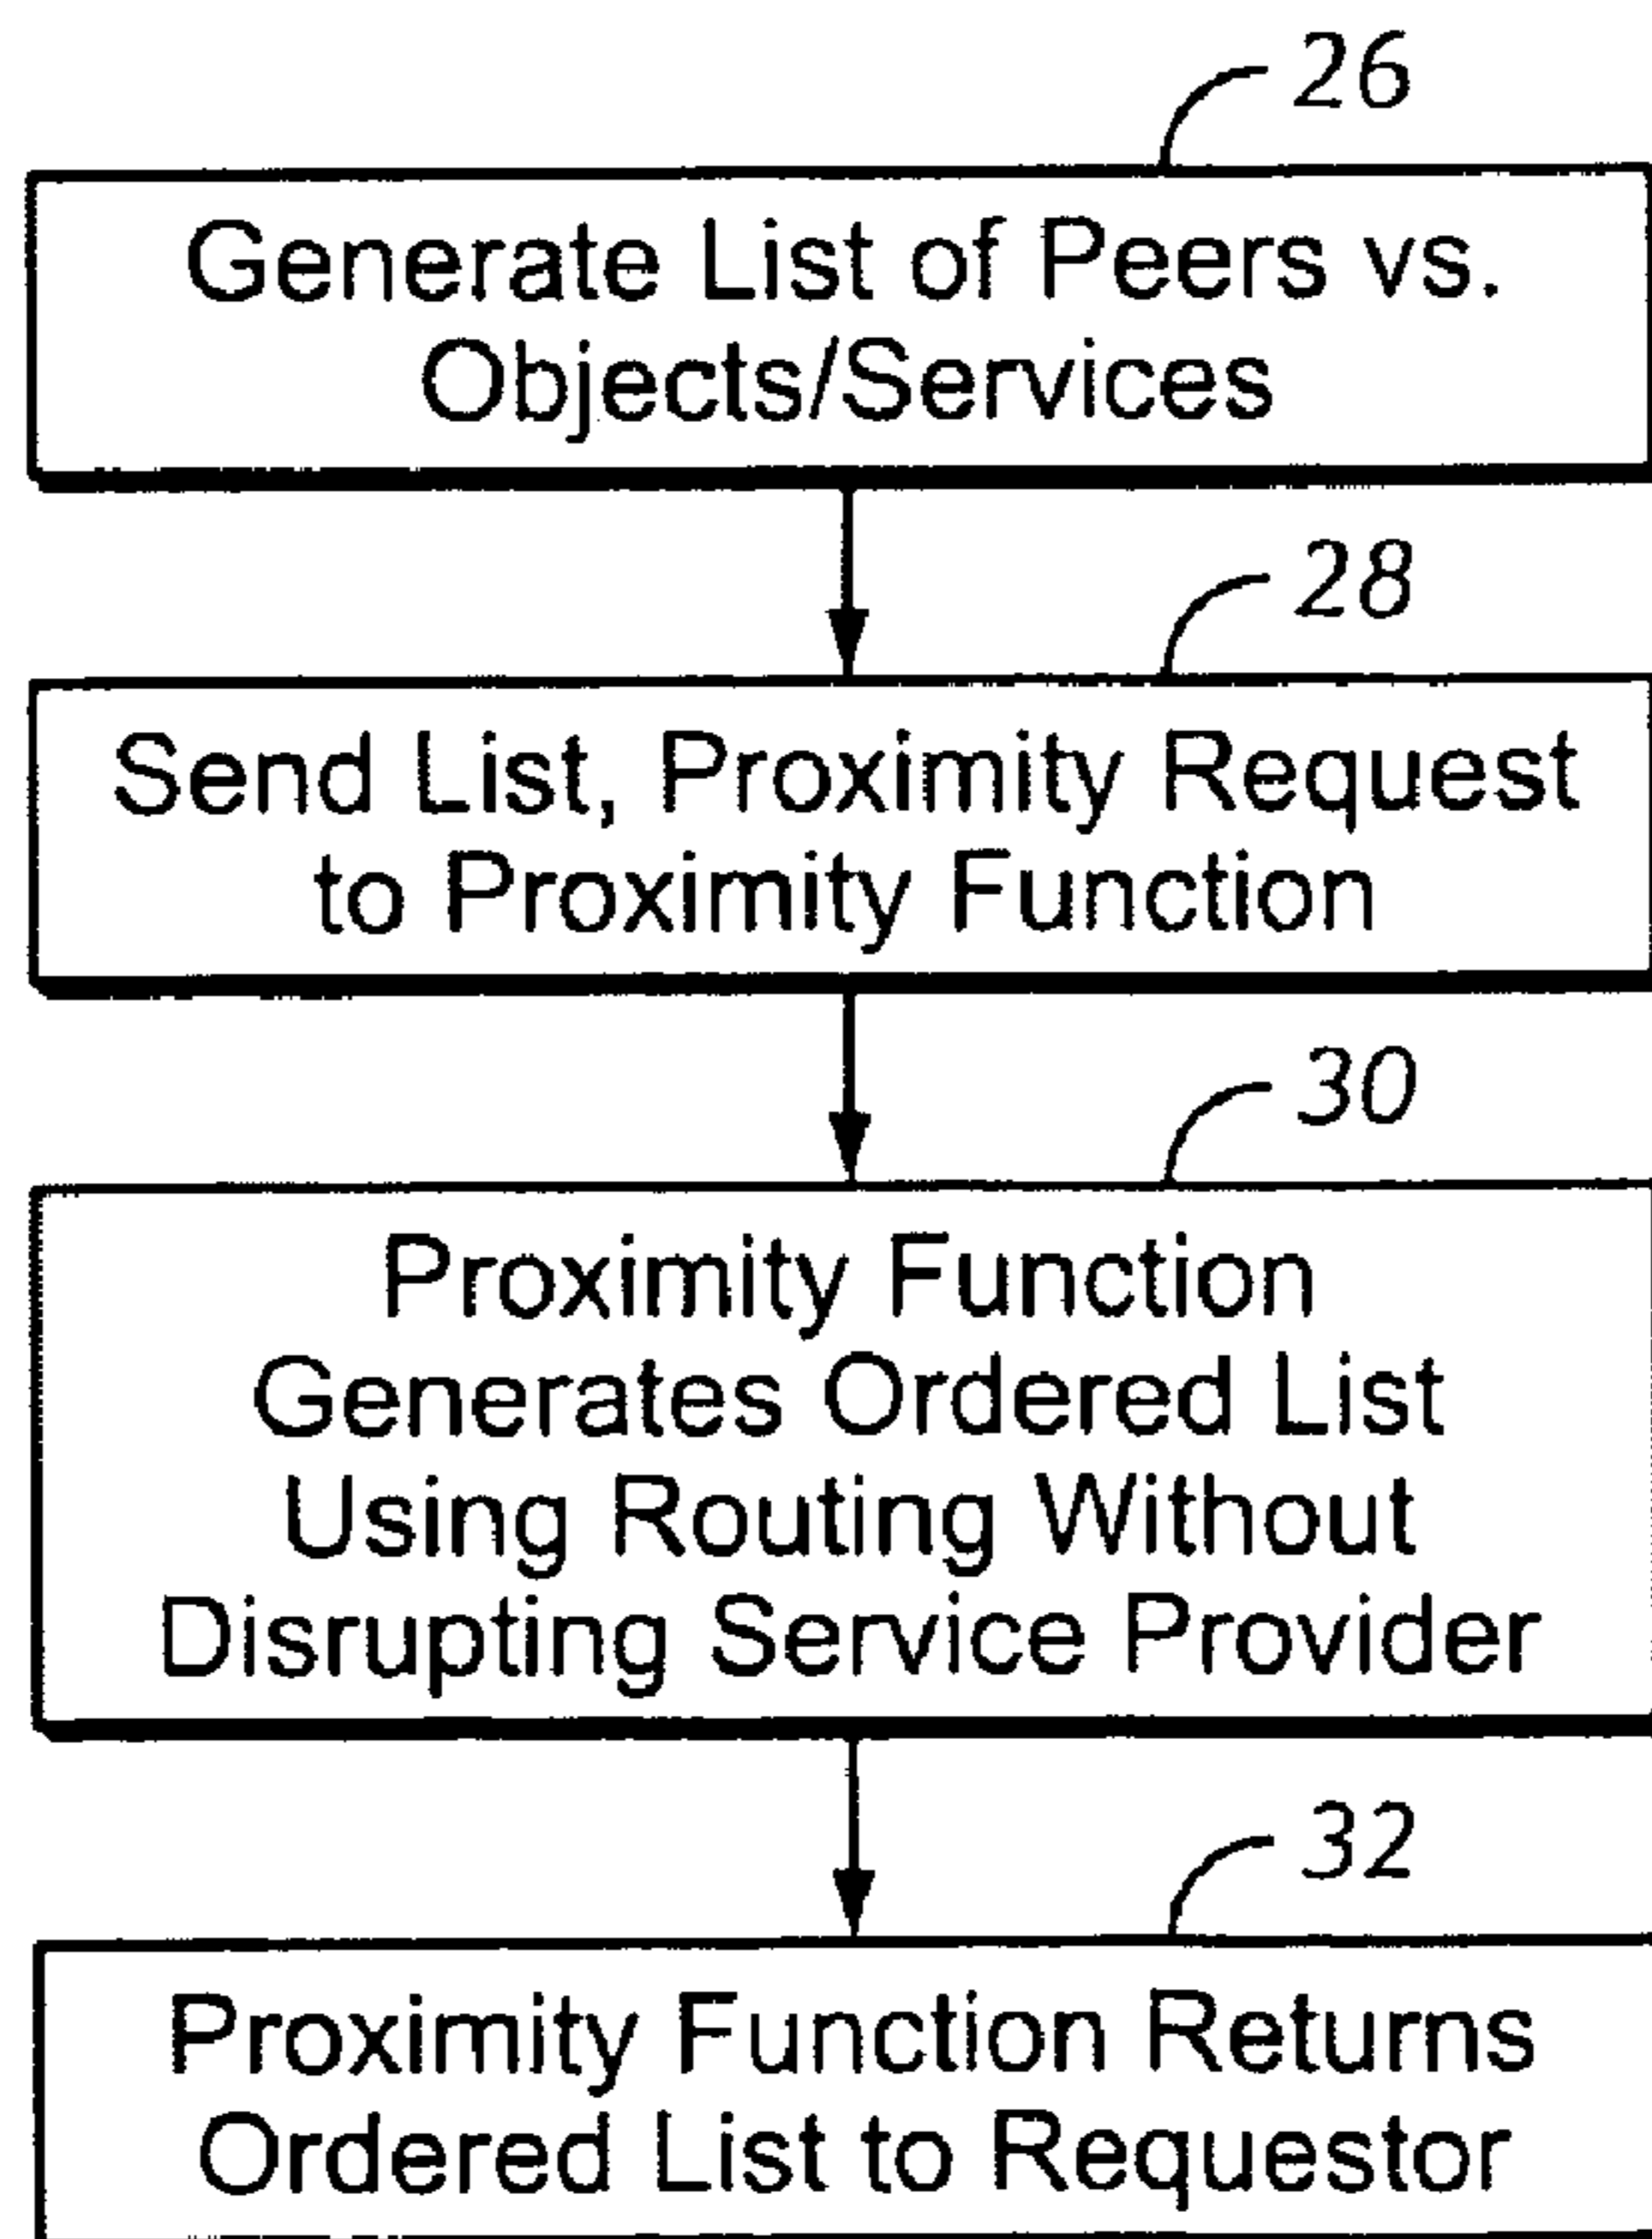 26
Generate List of Peers vs.
Objects/Services
28
Send List, Proximity Request
to Proximity Function
30
Proximity Function
Generates Ordered List
Using Routing Without
Disrupting Service Provider
32
Proximity Function Returns
Ordered List to Requestor